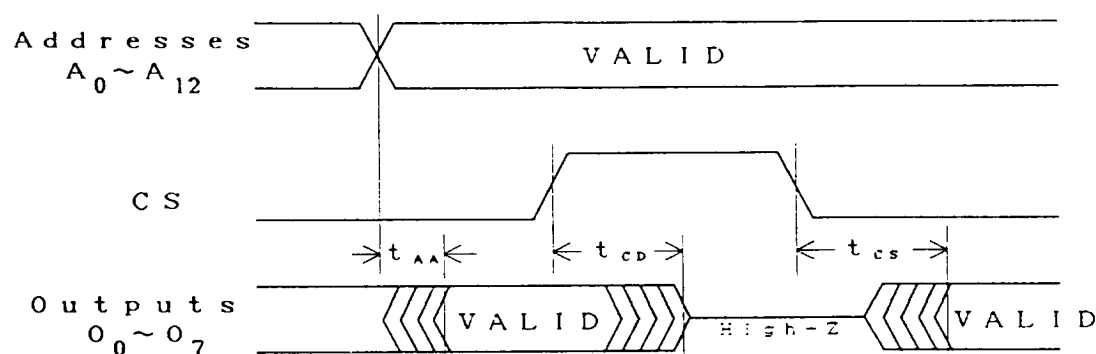 Addresses
A0~A12
VALID
CS
tAA
tCD
tCS
Outputs
O0~O7
VALID
High-Z
VALID